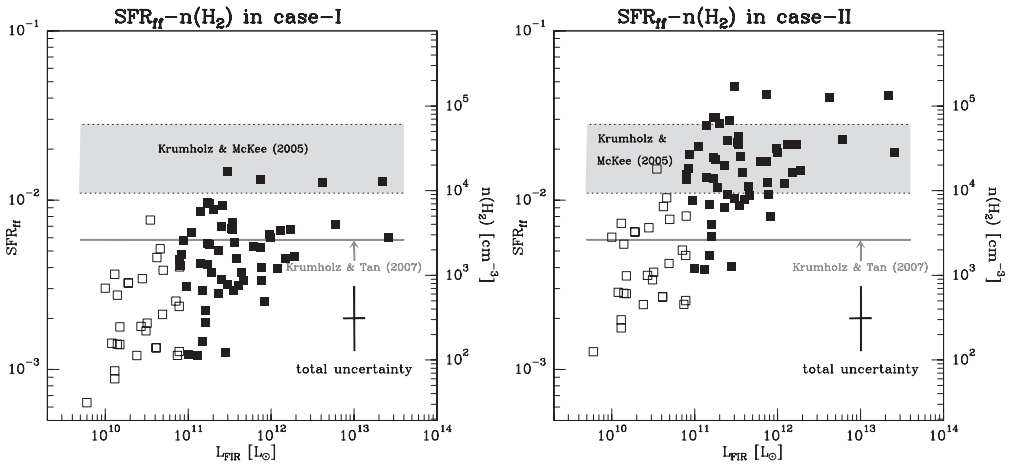 SFRff-n(H2) in case-I
10^-1
10^-2
10^-3
SFRff
Krumholz & McKee (2005)
Krumholz & Tan (2007)
total uncertainty
10^5
10^4
10^3
10^2
n(H2) [cm^-3]
10^10 10^11 10^12 10^13 10^14
LFIR [L⊙]
SFRff-n(H2) in case-II
10^-1
10^-2
10^-3
SFRff
Krumholz &
McKee (2005)
Krumholz & Tan (2007)
total uncertainty
10^5
10^4
10^3
10^2
n(H2) [cm^-3]
10^10 10^11 10^12 10^13 10^14
LFIR [L⊙]